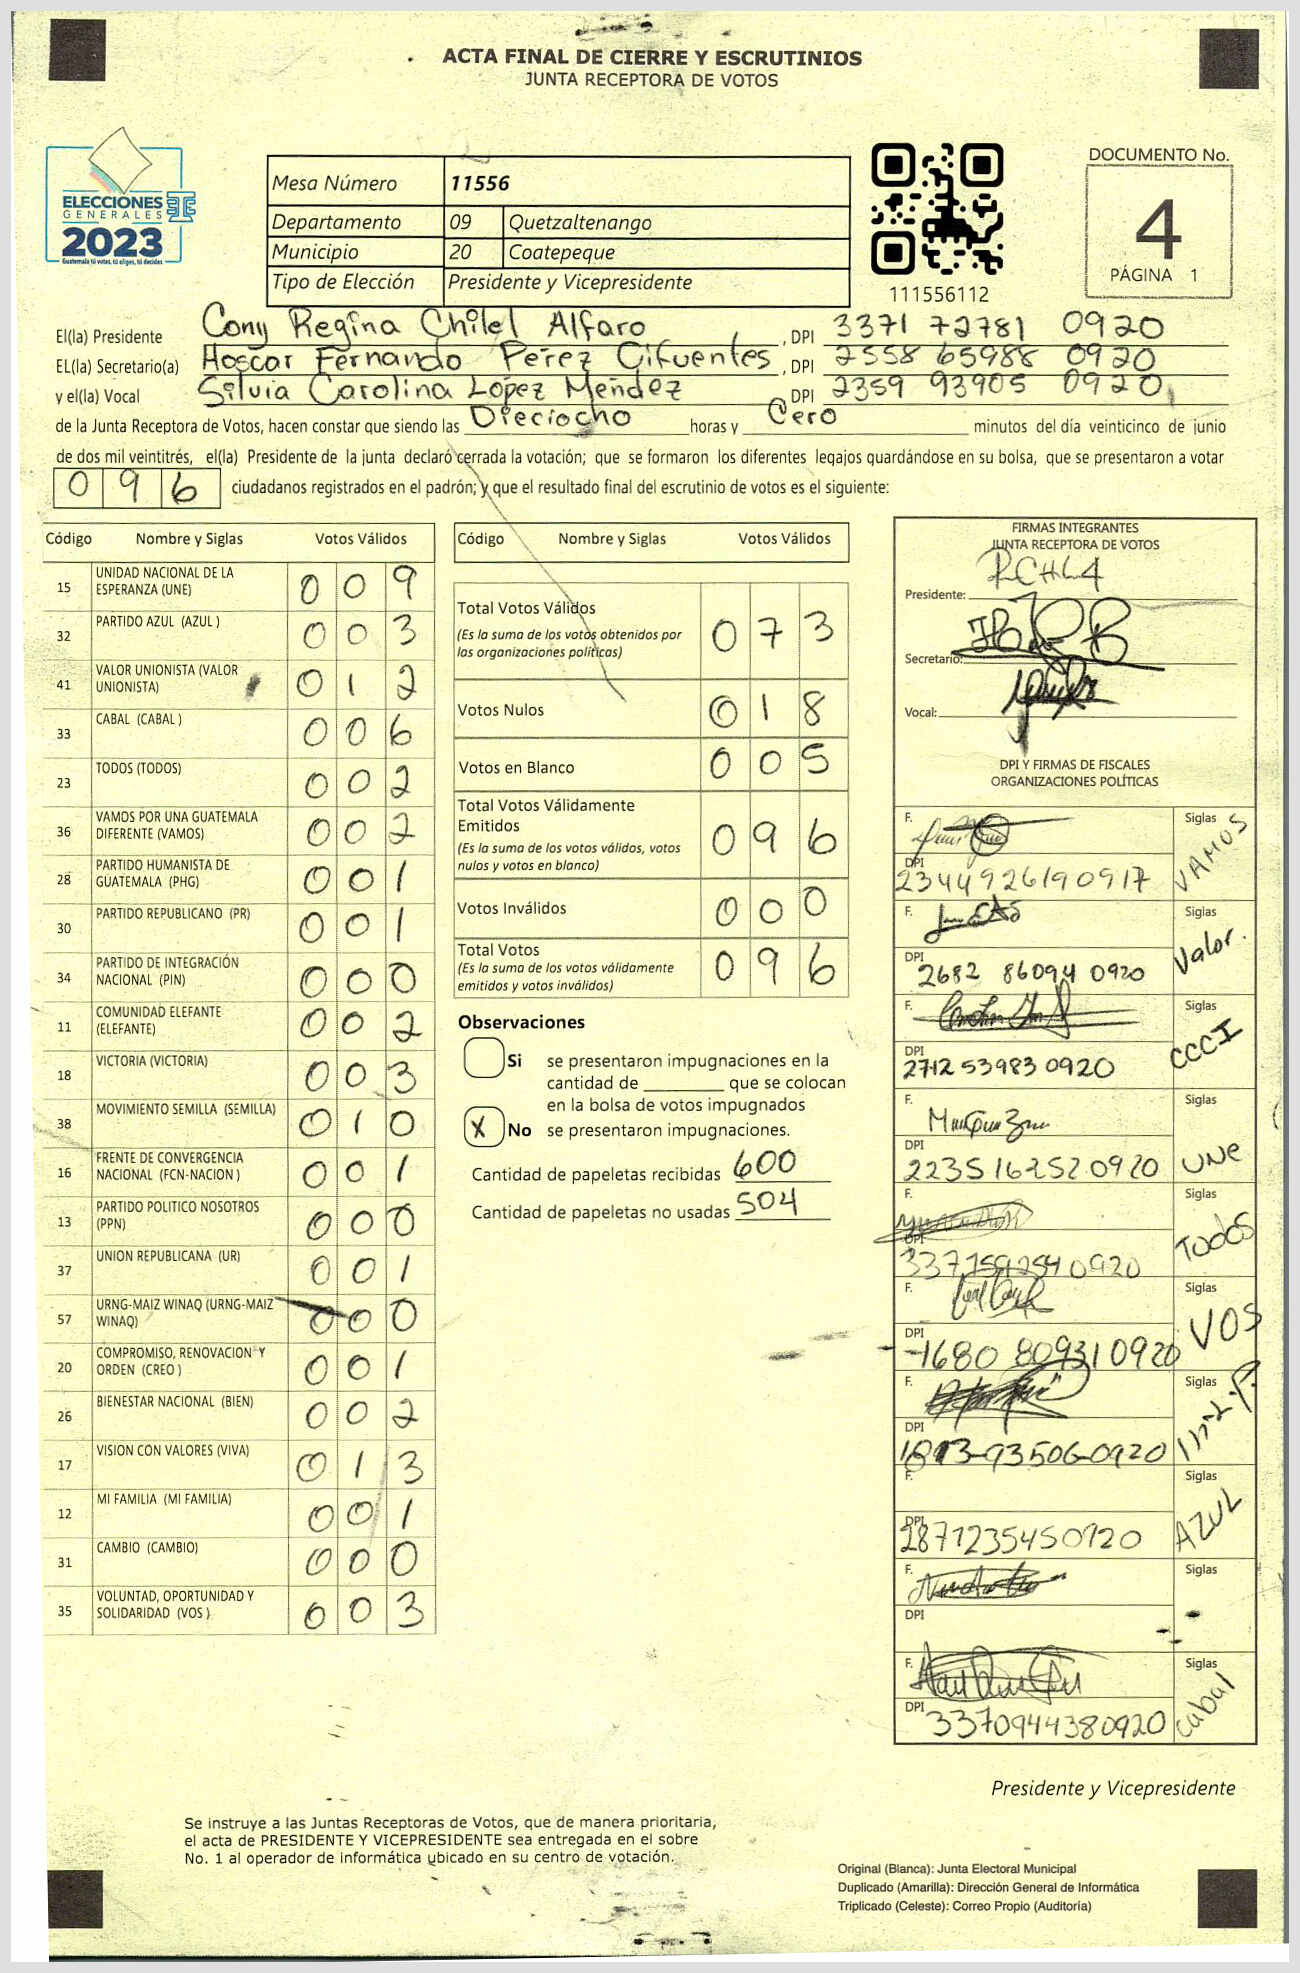 ACTA FINAL DE CIERRE Y ESCRUTINIOS
JUNTA RECEPTORA DE VOTOS
ELECCIONES
GENERALES
2023
Guatemala tú votas, tú eliges, tú decides
Mesa Número 11556
Departamento 09 Quetzaltenango
Municipio 20 Coatepeque
Tipo de Elección Presidente y Vicepresidente
111556112
DOCUMENTO No.
4
PÁGINA 1
El(la) Presidente Cony Regina Chilel Alfaro, DPI 3371 72781 0920
EL(la) Secretario(a) Hoscar Fernando Pérez Cifuentes, DPI 2558 65988 0920
y el(la) Vocal Silvia Carolina López Méndez, DPI 2359 93905 0920
de la Junta Receptora de Votos, hacen constar que siendo las Dieciocho horas y Cero minutos del día veinticinco de junio
de dos mil veintitrés, el(la) Presidente de la junta declaró cerrada la votación; que se formaron los diferentes legajos guardándose en su bolsa, que se presentaron a votar
096 ciudadanos registrados en el padrón; y que el resultado final del escrutinio de votos es el siguiente:
Código Nombre y Siglas Votos Válidos
15 UNIDAD NACIONAL DE LA ESPERANZA (UNE) 0 0 9
32 PARTIDO AZUL (AZUL ) 0 0 3
41 VALOR UNIONISTA (VALOR UNIONISTA) 0 1 2
33 CABAL (CABAL ) 0 0 6
23 TODOS (TODOS) 0 0 2
36 VAMOS POR UNA GUATEMALA DIFERENTE (VAMOS) 0 0 2
28 PARTIDO HUMANISTA DE GUATEMALA (PHG) 0 0 1
30 PARTIDO REPUBLICANO (PR) 0 0 1
34 PARTIDO DE INTEGRACIÓN NACIONAL (PIN) 0 0 0
11 COMUNIDAD ELEFANTE (ELEFANTE) 0 0 2
18 VICTORIA (VICTORIA) 0 0 3
38 MOVIMIENTO SEMILLA (SEMILLA) 0 1 0
16 FRENTE DE CONVERGENCIA NACIONAL (FCN-NACION ) 0 0 1
13 PARTIDO POLITICO NOSOTROS (PPN) 0 0 0
37 UNION REPUBLICANA (UR) 0 0 1
57 URNG-MAIZ WINAQ (URNG-MAIZ WINAQ) 0 0 0
20 COMPROMISO, RENOVACION Y ORDEN (CREO ) 0 0 1
26 BIENESTAR NACIONAL (BIEN) 0 0 2
17 VISION CON VALORES (VIVA) 0 1 3
12 MI FAMILIA (MI FAMILIA) 0 0 1
31 CAMBIO (CAMBIO) 0 0 0
35 VOLUNTAD, OPORTUNIDAD Y SOLIDARIDAD (VOS ) 0 0 3
Código Nombre y Siglas Votos Válidos
Total Votos Válidos 0 7 3
(Es la suma de los votos obtenidos por
las organizaciones políticas)
Votos Nulos 0 1 8
Votos en Blanco 0 0 5
Total Votos Válidamente
Emitidos 0 9 6
(Es la suma de los votos válidos, votos
nulos y votos en blanco)
Votos Inválidos 0 0 0
Total Votos 0 9 6
(Es la suma de los votos válidamente
emitidos y votos inválidos)
Observaciones
Si se presentaron impugnaciones en la
cantidad de ________ que se colocan
en la bolsa de votos impugnados
X No se presentaron impugnaciones.
Cantidad de papeletas recibidas 600
Cantidad de papeletas no usadas 504
FIRMAS INTEGRANTES
JUNTA RECEPTORA DE VOTOS
Presidente:
Secretario:
Vocal:
DPI Y FIRMAS DE FISCALES
ORGANIZACIONES POLÍTICAS
F. Siglas VAMOS
DPI 2344926190917
F. Siglas Valor.
DPI 2682 86094 0920
F. Siglas CCCI
DPI 2712 53983 0920
F. Siglas UNE
DPI 2235162520920
F. Siglas TODOS
DPI
F. Siglas VOS
DPI 1680 80931 0920
F. Siglas
DPI
F. Siglas AZUL
DPI
F. Siglas
DPI
F. Siglas Cabal
DPI 3370944380920
Presidente y Vicepresidente
Se instruye a las Juntas Receptoras de Votos, que de manera prioritaria,
el acta de PRESIDENTE Y VICEPRESIDENTE sea entregada en el sobre
No. 1 al operador de informática ubicado en su centro de votación.
Original (Blanca): Junta Electoral Municipal
Duplicado (Amarilla): Dirección General de Informática
Triplicado (Celeste): Correo Propio (Auditoría)